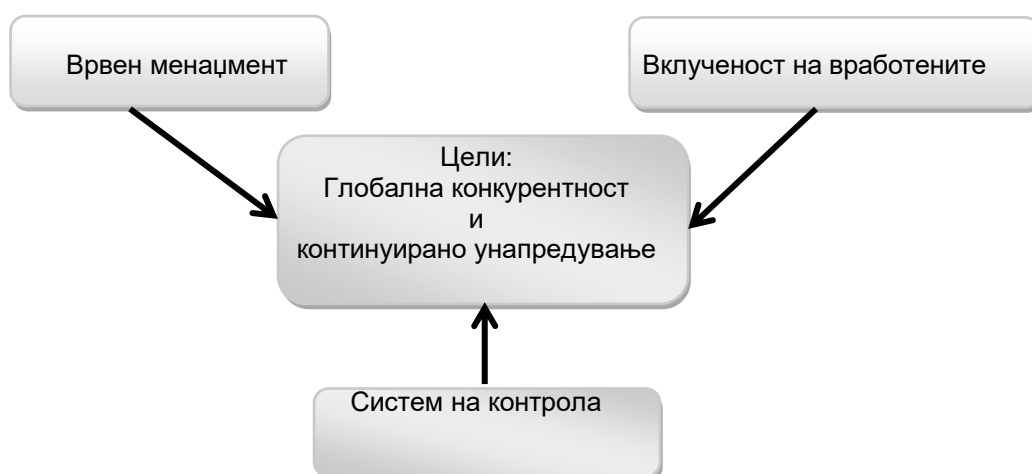 Врвен менаџмент
Вклученост на вработените
Цели:
Глобална конкурентност
и
континуирано унапредување
Систем на контрола